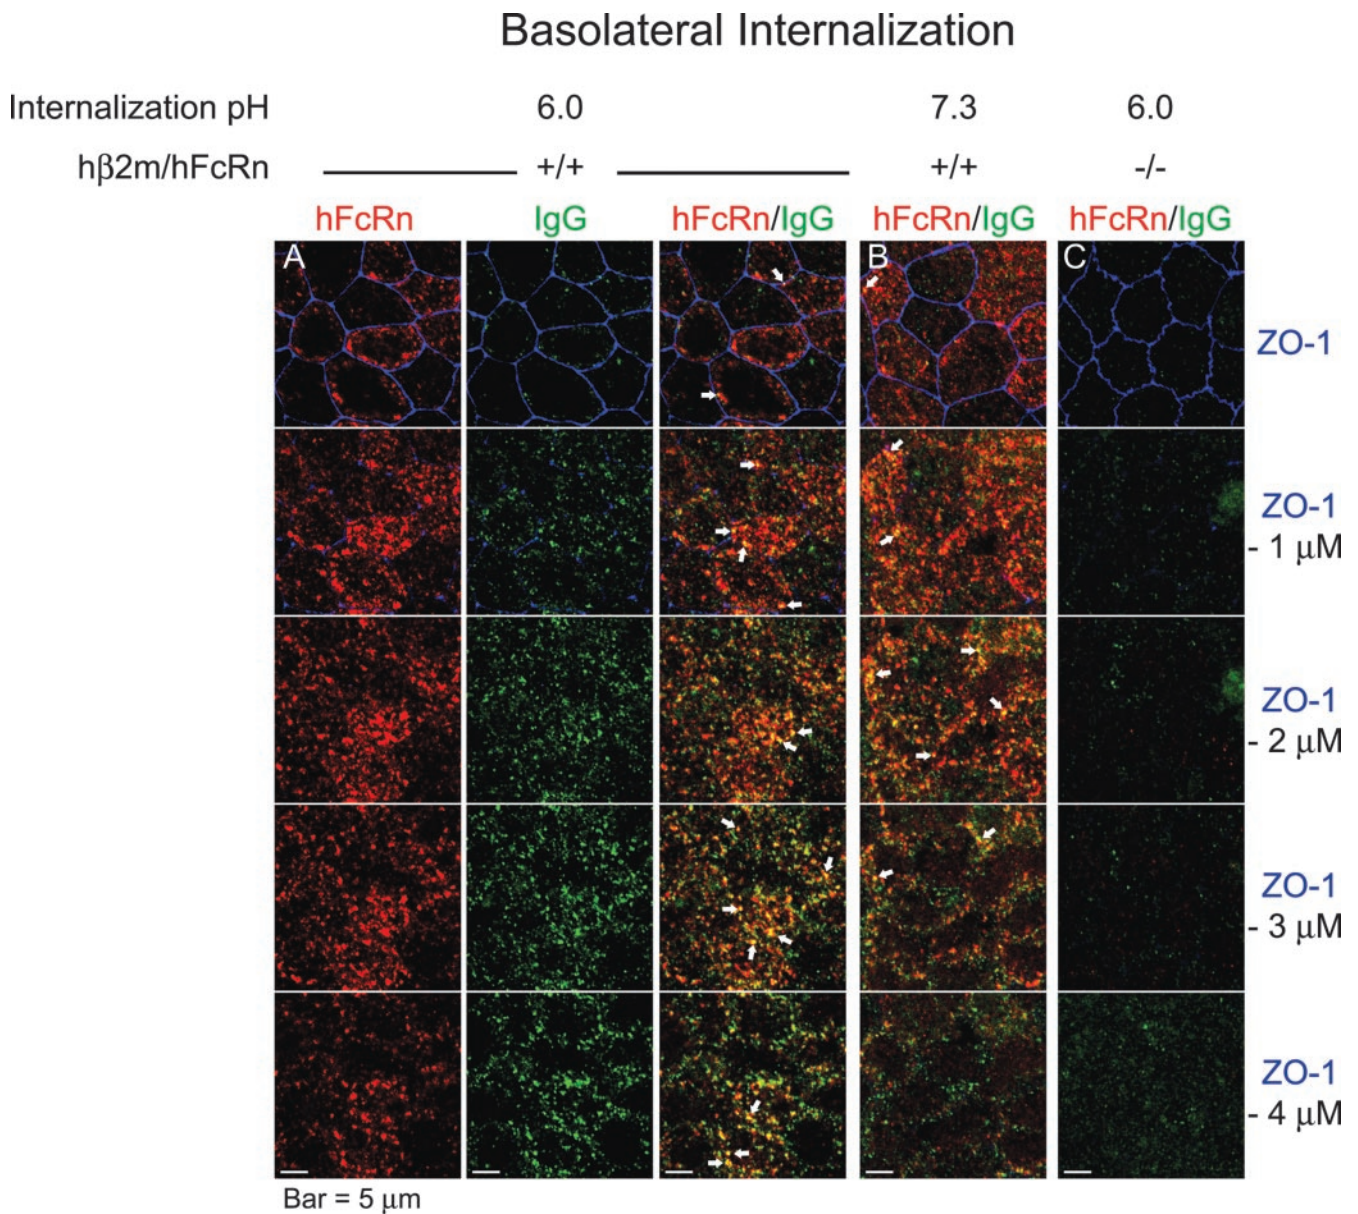 Basolateral Internalization
Internalization pH 6.0 7.3 6.0
hβ2m/hFcRn +/+ +/+ -/-
hFcRn IgG hFcRn/IgG hFcRn/IgG hFcRn/IgG
A B C
ZO-1
ZO-1
- 1 μM
ZO-1
- 2 μM
ZO-1
- 3 μM
ZO-1
- 4 μM
Bar = 5 μm